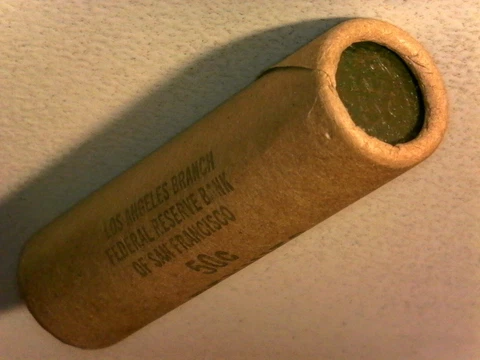 LOS ANGELES BRANCH
FEDERAL RESERVE BANK
OF SAN FRANCISCO
50¢